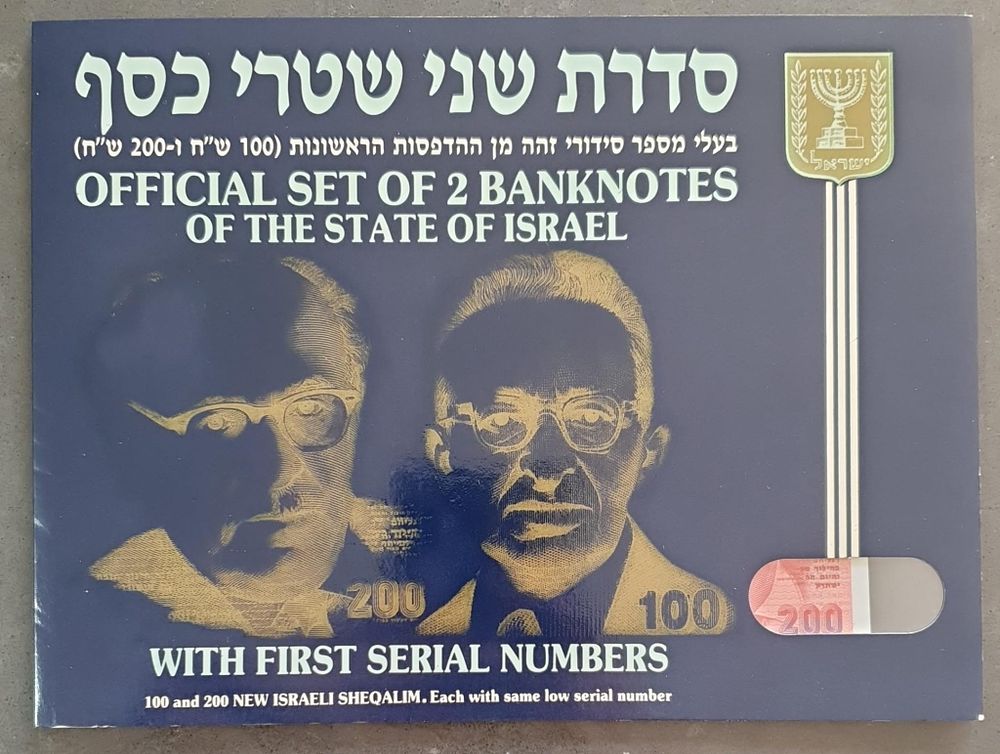 סדרת שני שטרי כסף
בעלי מספר סידורי זהה מן ההדפסות הראשונות (100 ש"ח ו-200 ש"ח)
OFFICIAL SET OF 2 BANKNOTES
OF THE STATE OF ISRAEL
ישראל
200
100
200
WITH FIRST SERIAL NUMBERS
100 and 200 NEW ISRAELI SHEQALIM. Each with same low serial number